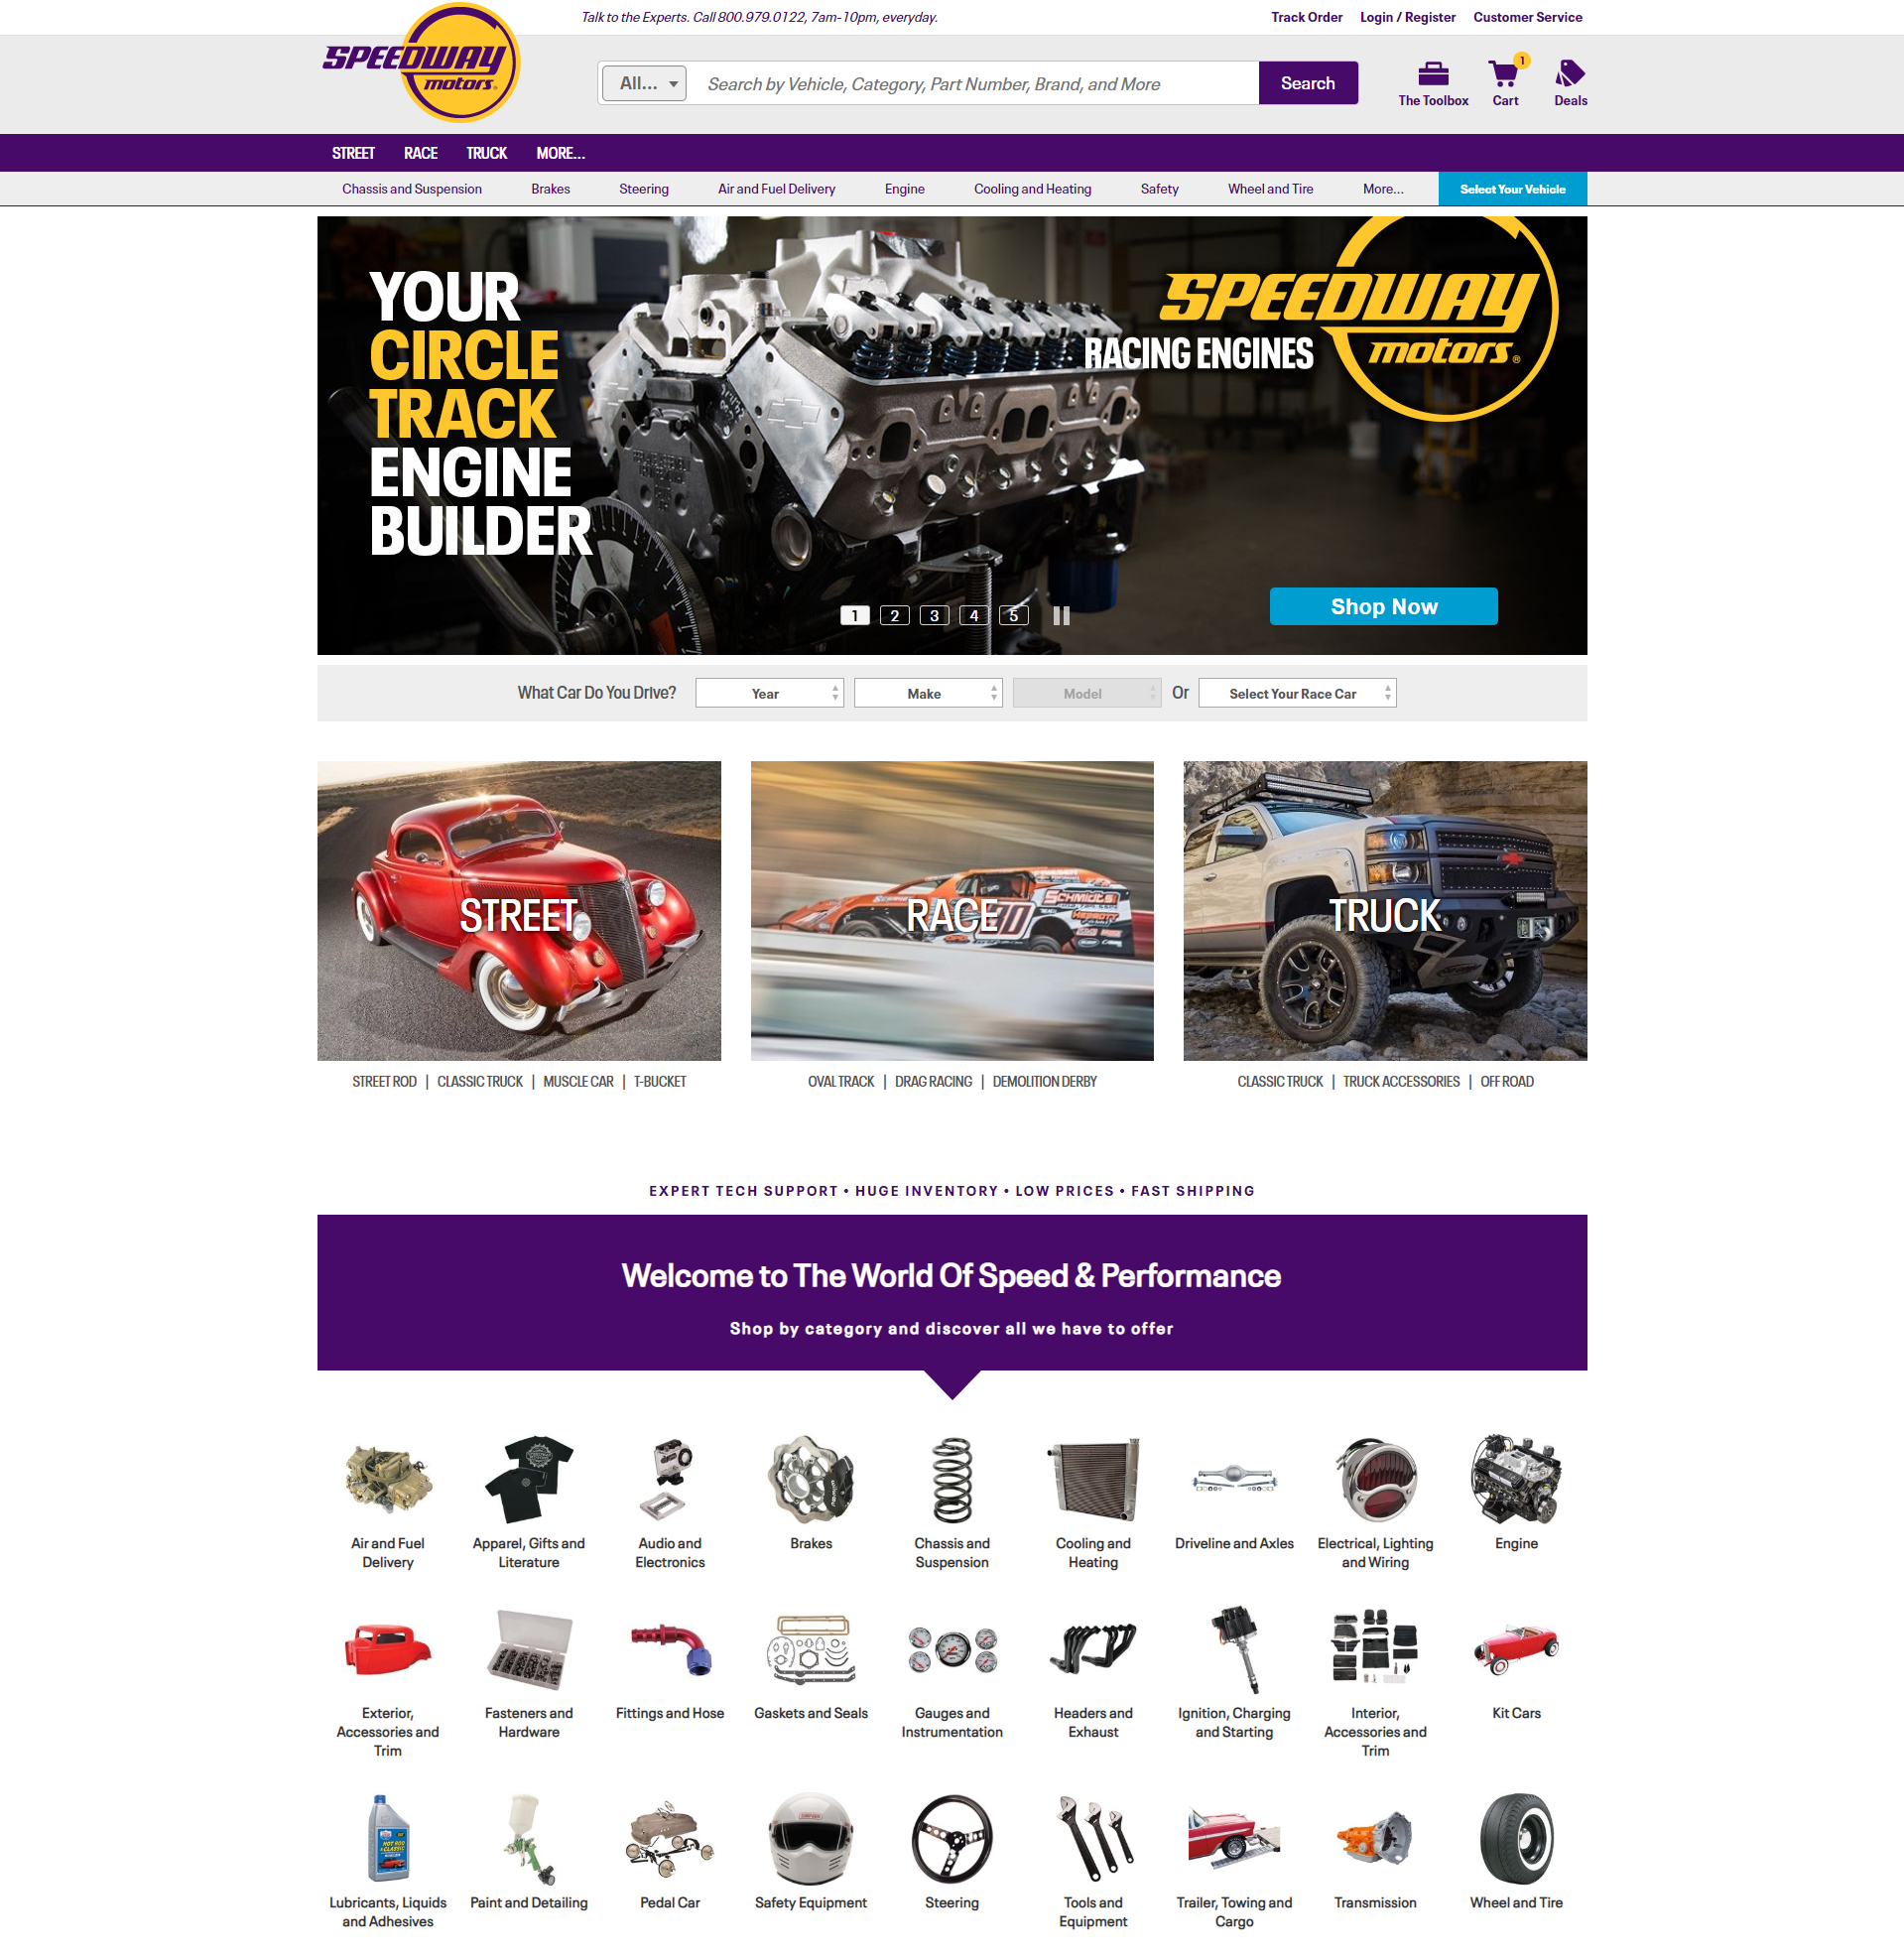 Talk to the Experts. Call 800.979.0122, 7am-10pm, everyday.
Track Order Login / Register Customer Service
SPEEDWAY
motors®
All...
Search by Vehicle, Category, Part Number, Brand, and More
Search
1
The Toolbox Cart Deals
STREET RACE TRUCK MORE...
Chassis and Suspension Brakes Steering Air and Fuel Delivery Engine Cooling and Heating Safety Wheel and Tire More... Select Your Vehicle
YOUR
CIRCLE
TRACK
ENGINE
BUILDER
SPEEDWAY
motors®
RACING ENGINES
1 2 3 4 5
Shop Now
What Car Do You Drive? Year Make Model Or Select Your Race Car
STREET
RACE
TRUCK
STREET ROD | CLASSIC TRUCK | MUSCLE CAR | T-BUCKET
OVAL TRACK | DRAG RACING | DEMOLITION DERBY
CLASSIC TRUCK | TRUCK ACCESSORIES | OFF ROAD
EXPERT TECH SUPPORT • HUGE INVENTORY • LOW PRICES • FAST SHIPPING
Welcome to The World Of Speed & Performance
Shop by category and discover all we have to offer
Air and Fuel
Delivery
Apparel, Gifts and
Literature
Audio and
Electronics
Brakes
Chassis and
Suspension
Cooling and
Heating
Driveline and Axles
Electrical, Lighting
and Wiring
Engine
Exterior,
Accessories and
Trim
Fasteners and
Hardware
Fittings and Hose
Gaskets and Seals
Gauges and
Instrumentation
Headers and
Exhaust
Ignition, Charging
and Starting
Interior,
Accessories and
Trim
Kit Cars
Lubricants, Liquids
and Adhesives
Paint and Detailing
Pedal Car
Safety Equipment
Steering
Tools and
Equipment
Trailer, Towing and
Cargo
Transmission
Wheel and Tire